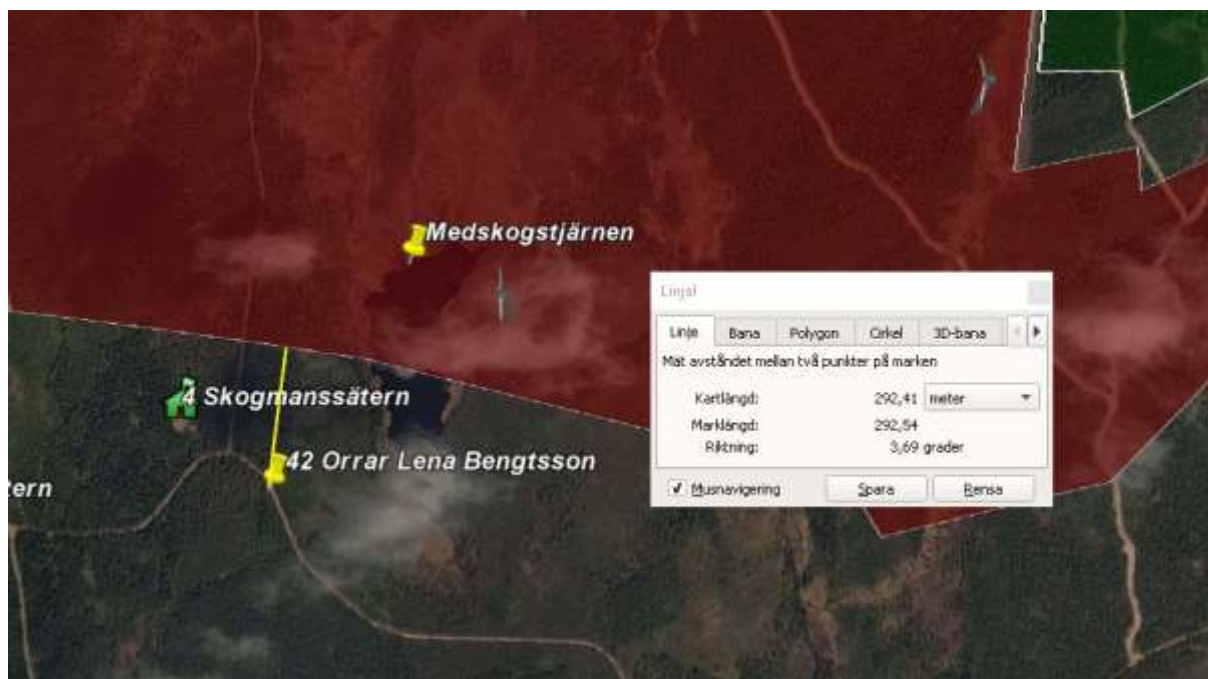 Medskogstjärnen
4 Skogmanssätern
42 Orrar Lena Bengtsson
tern
Linjal
Linje Bana Polygon Cirkel 3D-bana
Mät avståndet mellan två punkter på marken
Kartlängd: 292,41 meter
Marklängd: 292,54
Riktning: 3,69 grader
Musnavigering Spara Rensa